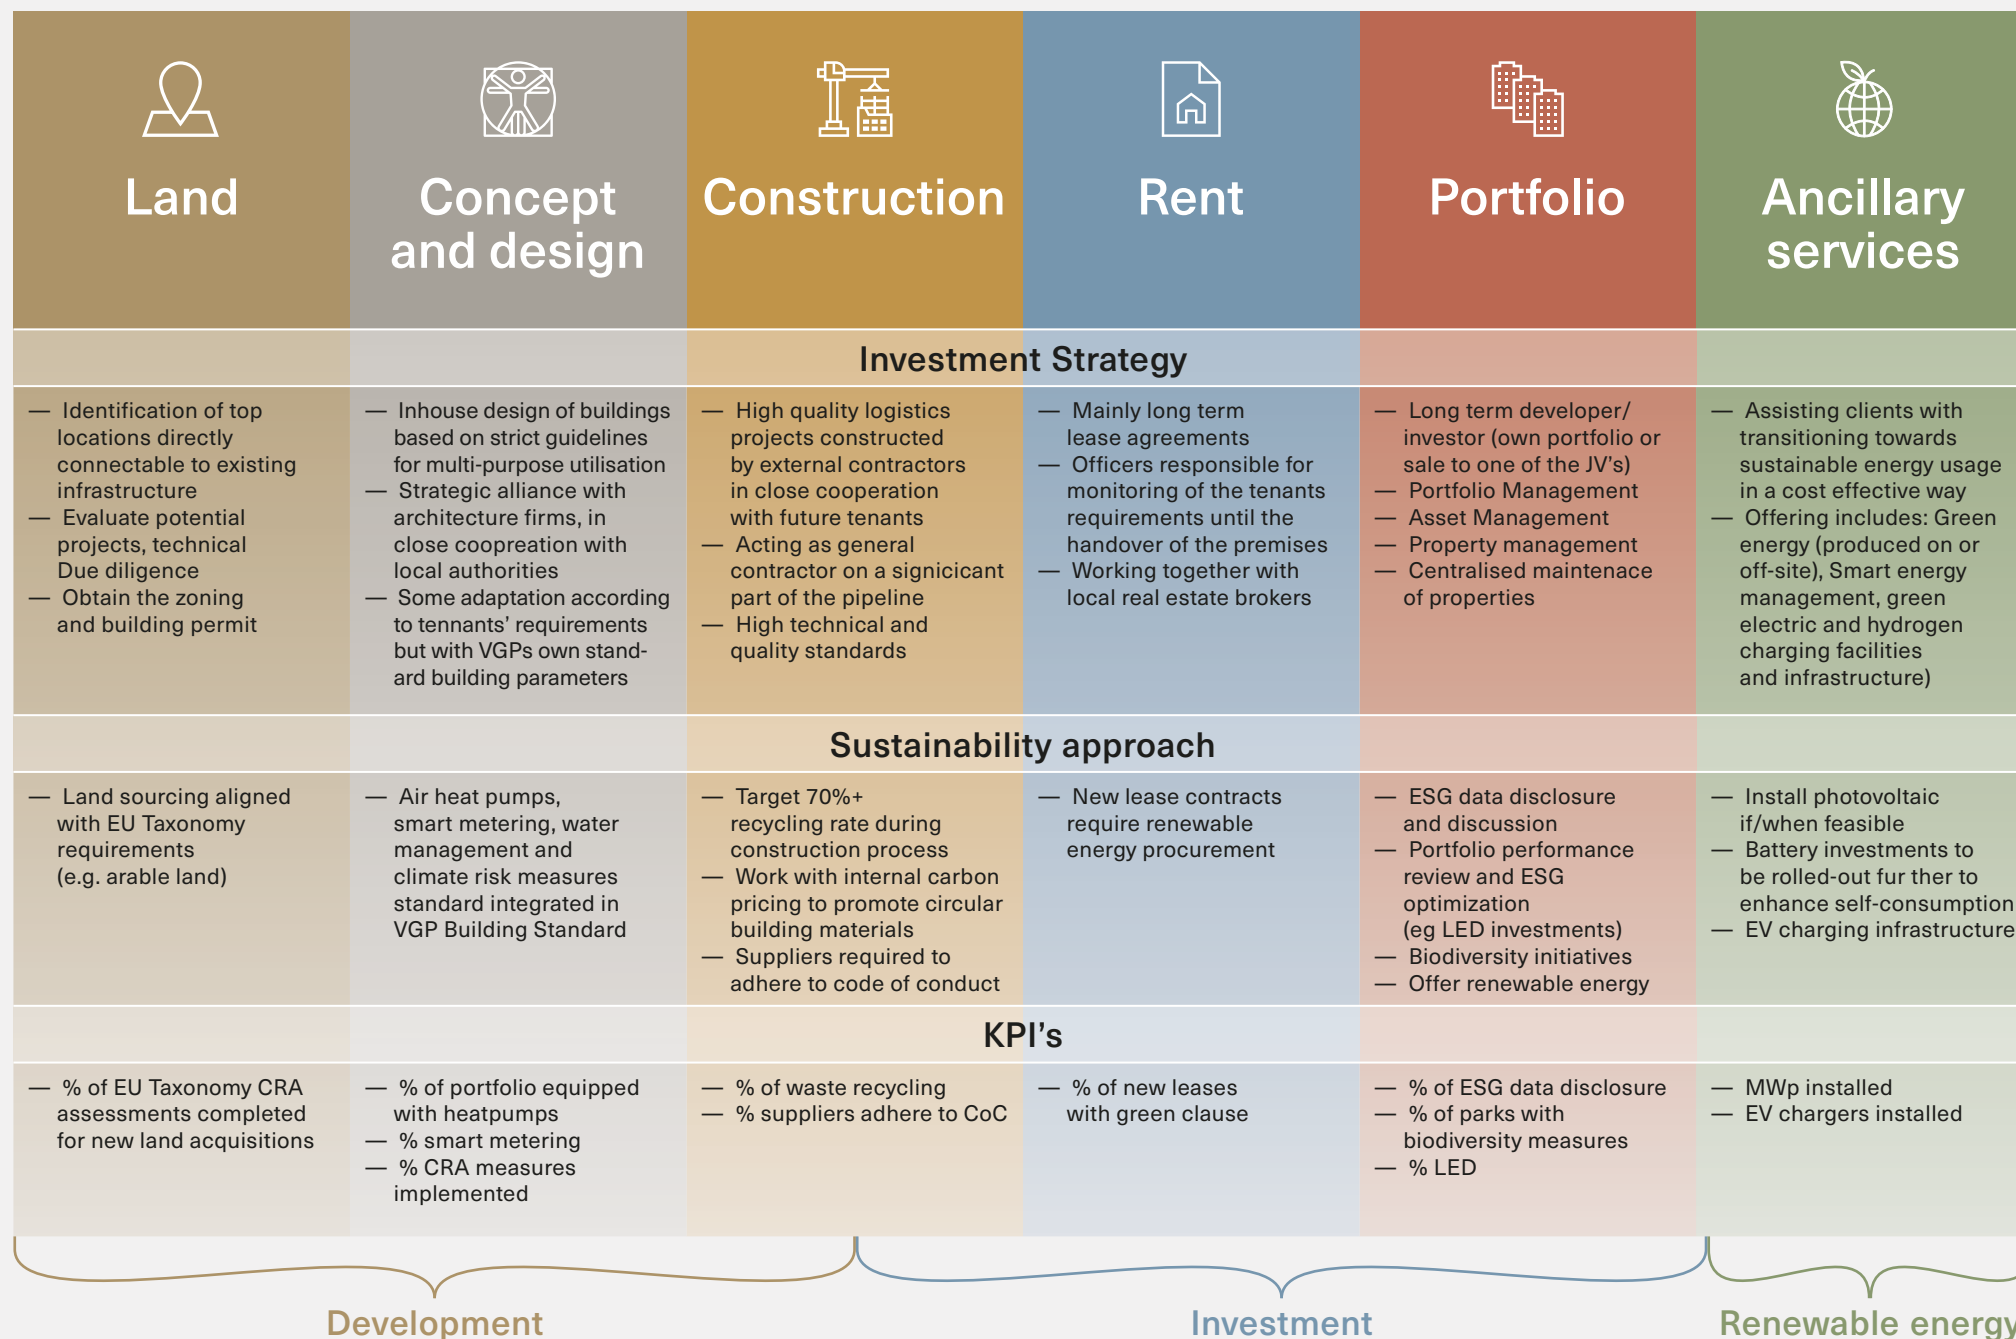 Land
Concept
and design
Construction
Rent
Portfolio
Ancillary
services
Investment Strategy
— Identification of top
locations directly
connectable to existing
infrastructure
— Evaluate potential
projects, technical
Due diligence
— Obtain the zoning
and building permit
— Inhouse design of buildings
based on strict guidelines
for multi-purpose utilisation
— Strategic alliance with
architecture firms, in
close coopreation with
local authorities
— Some adaptation according
to tennants’ requirements
but with VGPs own stand-
ard building parameters
— High quality logistics
projects constructed
by external contractors
in close cooperation
with future tenants
— Acting as general
contractor on a signicicant
part of the pipeline
— High technical and
quality standards
— Mainly long term
lease agreements
— Officers responsible for
monitoring of the tenants
requirements until the
handover of the premises
— Working together with
local real estate brokers
— Long term developer/
investor (own portfolio or
sale to one of the JV's)
— Portfolio Management
— Asset Management
— Property management
— Centralised maintenace
of properties
— Assisting clients with
transitioning towards
sustainable energy usage
in a cost effective way
— Offering includes: Green
energy (produced on or
off-site), Smart energy
management, green
electric and hydrogen
charging facilities
and infrastructure)
Sustainability approach
— Land sourcing aligned
with EU Taxonomy
requirements
(e.g. arable land)
— Air heat pumps,
smart metering, water
management and
climate risk measures
standard integrated in
VGP Building Standard
— Target 70%+
recycling rate during
construction process
— Work with internal carbon
pricing to promote circular
building materials
— Suppliers required to
adhere to code of conduct
— New lease contracts
require renewable
energy procurement
— ESG data disclosure
and discussion
— Portfolio performance
review and ESG
optimization
(eg LED investments)
— Biodiversity initiatives
— Offer renewable energy
— Install photovoltaic
if/when feasible
— Battery investments to
be rolled-out fur ther to
enhance self-consumption
— EV charging infrastructure
KPI's
— % of EU Taxonomy CRA
assessments completed
for new land acquisitions
— % of portfolio equipped
with heatpumps
— % smart metering
— % CRA measures
implemented
— % of waste recycling
— % suppliers adhere to CoC
— % of new leases
with green clause
— % of ESG data disclosure
— % of parks with
biodiversity measures
— % LED
— MWp installed
— EV chargers installed
Development
Investment
Renewable energy